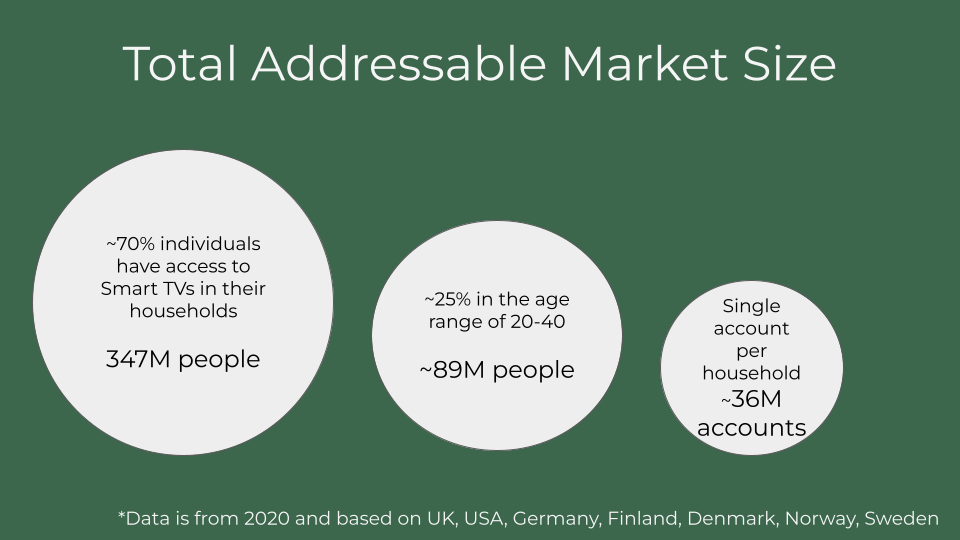 Total Addressable Market Size
~70% individuals
have access to
Smart TVs in their
households
347M people
~25% in the age
range of 20-40
~89M people
Single
account
per
household
~36M
accounts
*Data is from 2020 and based on UK, USA, Germany, Finland, Denmark, Norway, Sweden